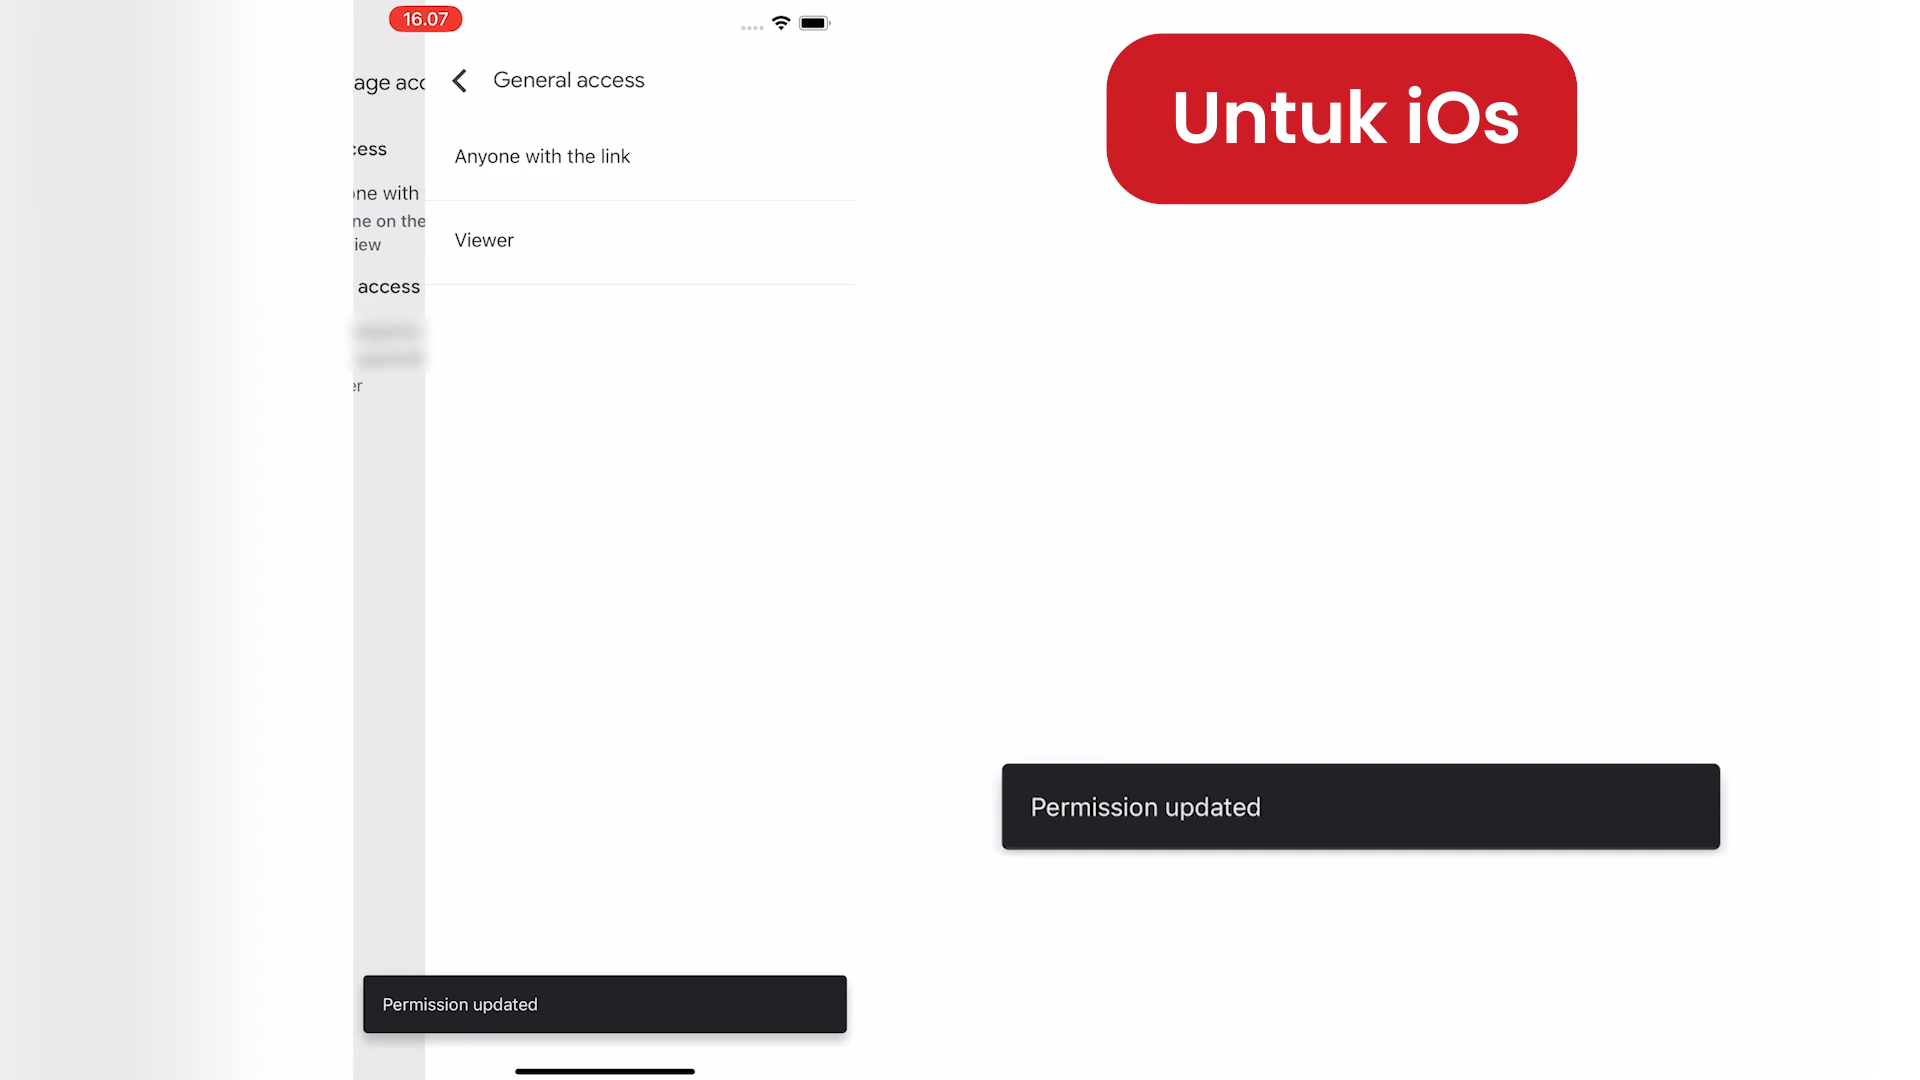 16.07
age acc
General access
cess
Anyone with the link
one with
ne on the
iew
Viewer
access
er
Permission updated
Untuk iOs
Permission updated